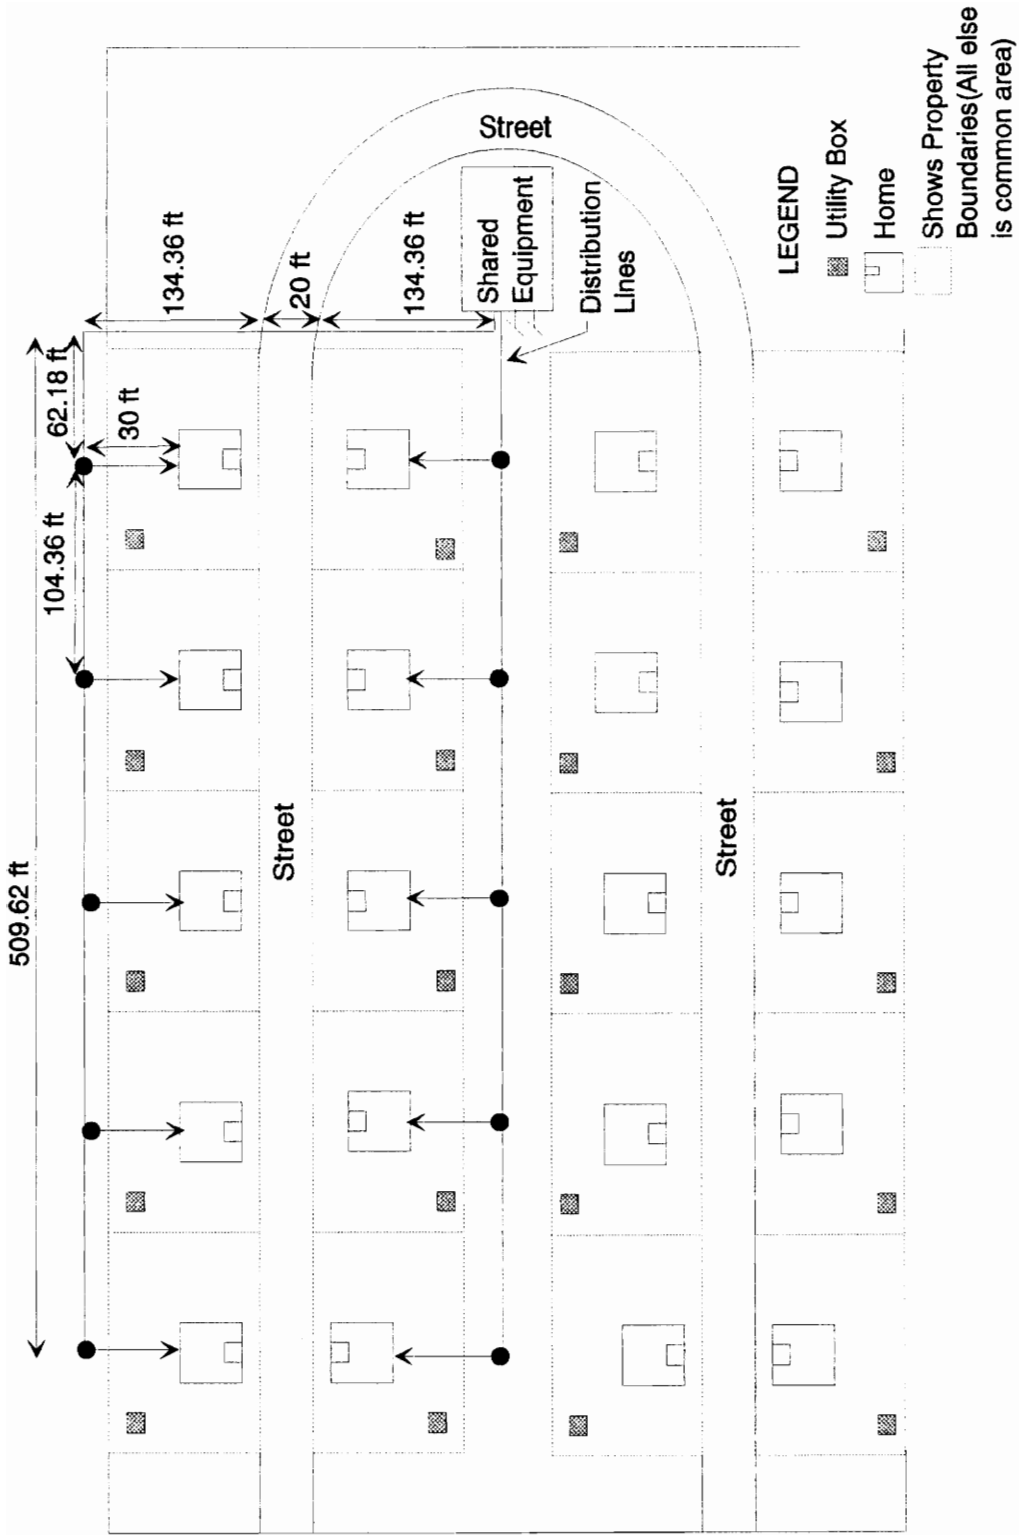 509.62 ft
104.36 ft
62.18 ft
30 ft
134.36 ft
20 ft
134.36 ft
Street
Shared
Equipment
Distribution
Lines
Street
Street
LEGEND
Utility Box
Home
Shows Property
Boundaries(All else
is common area)